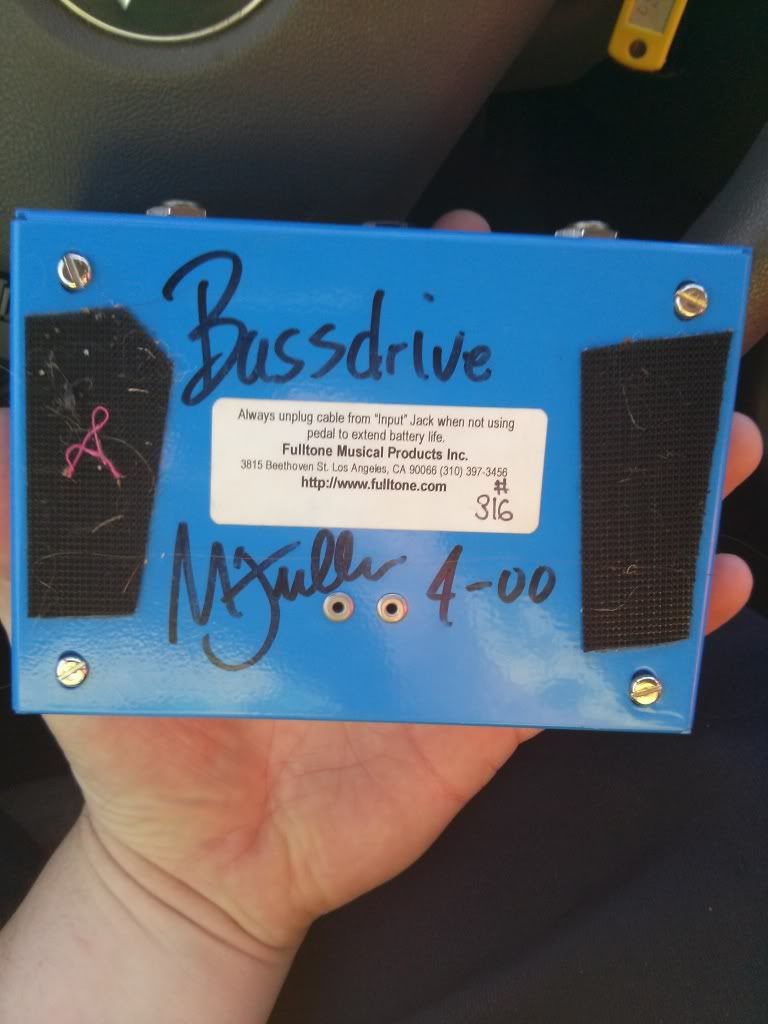 Bassdrive
Always unplug cable from "Input" Jack when not using
pedal to extend battery life.
Fulltone Musical Products Inc.
3815 Beethoven St. Los Angeles, CA 90066 (310) 397-3456
http://www.fulltone.com
#
316
M Fuller 4-00